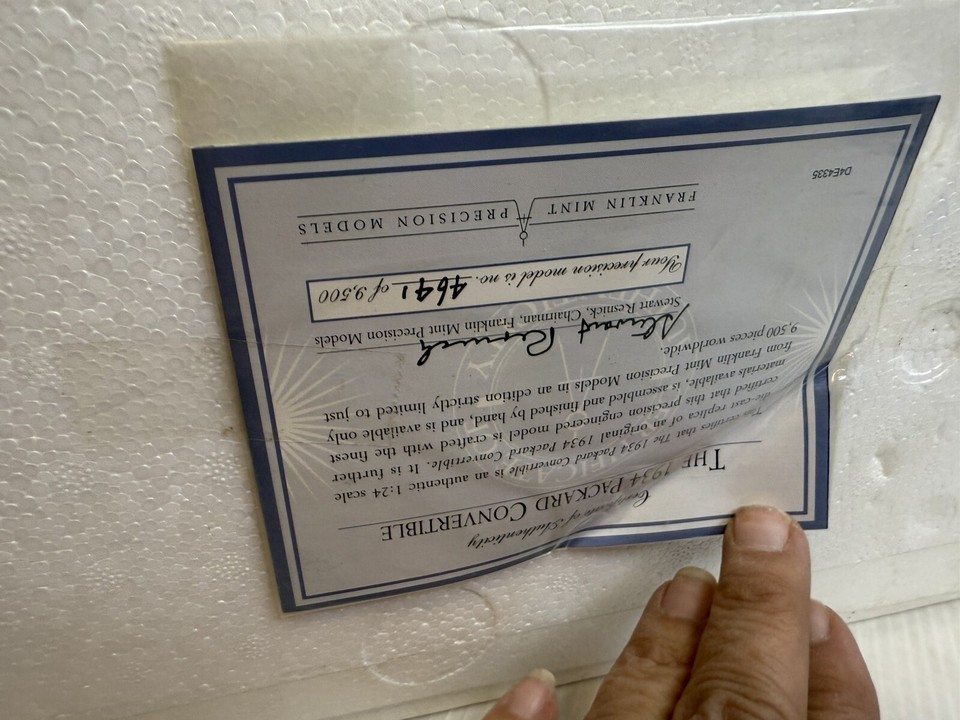 Certificate of Authenticity
THE 1934 PACKARD CONVERTIBLE
This certifies that The 1934 Packard Convertible is an authentic 1:24 scale
die-cast replica of an original 1934 Packard Convertible. It is further
certified that this precision engineered model is crafted with the finest
materials available, is assembled and finished by hand, and is available only
from Franklin Mint Precision Models in an edition strictly limited to just
9,500 pieces worldwide.
Stewart Resnick
Stewart Resnick, Chairman, Franklin Mint Precision Models
Your precision model is no. 4641 of 9,500
FRANKLIN MINT PRECISION MODELS
D4E4335